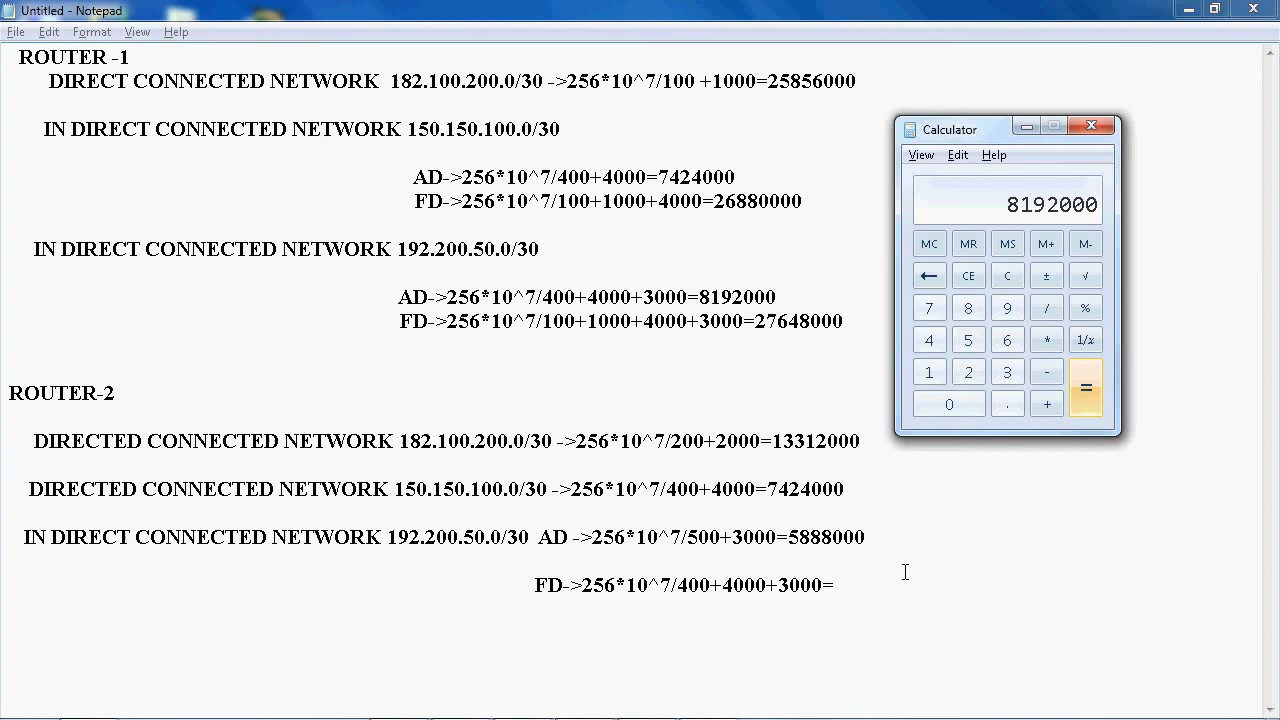 Untitled - Notepad
File Edit Format View Help
ROUTER -1
DIRECT CONNECTED NETWORK 182.100.200.0/30 ->256*10^7/100 +1000=25856000
IN DIRECT CONNECTED NETWORK 150.150.100.0/30
AD->256*10^7/400+4000=7424000
FD->256*10^7/100+1000+4000=26880000
IN DIRECT CONNECTED NETWORK 192.200.50.0/30
AD->256*10^7/400+4000+3000=8192000
FD->256*10^7/100+1000+4000+3000=27648000
ROUTER-2
DIRECTED CONNECTED NETWORK 182.100.200.0/30 ->256*10^7/200+2000=13312000
DIRECTED CONNECTED NETWORK 150.150.100.0/30 ->256*10^7/400+4000=7424000
IN DIRECT CONNECTED NETWORK 192.200.50.0/30 AD ->256*10^7/500+3000=5888000
FD->256*10^7/400+4000+3000=
Calculator
View Edit Help
8192000
MC MR MS M+ M-
← CE C ± √
7 8 9 / %
4 5 6 * 1/x
1 2 3 - =
0 . +